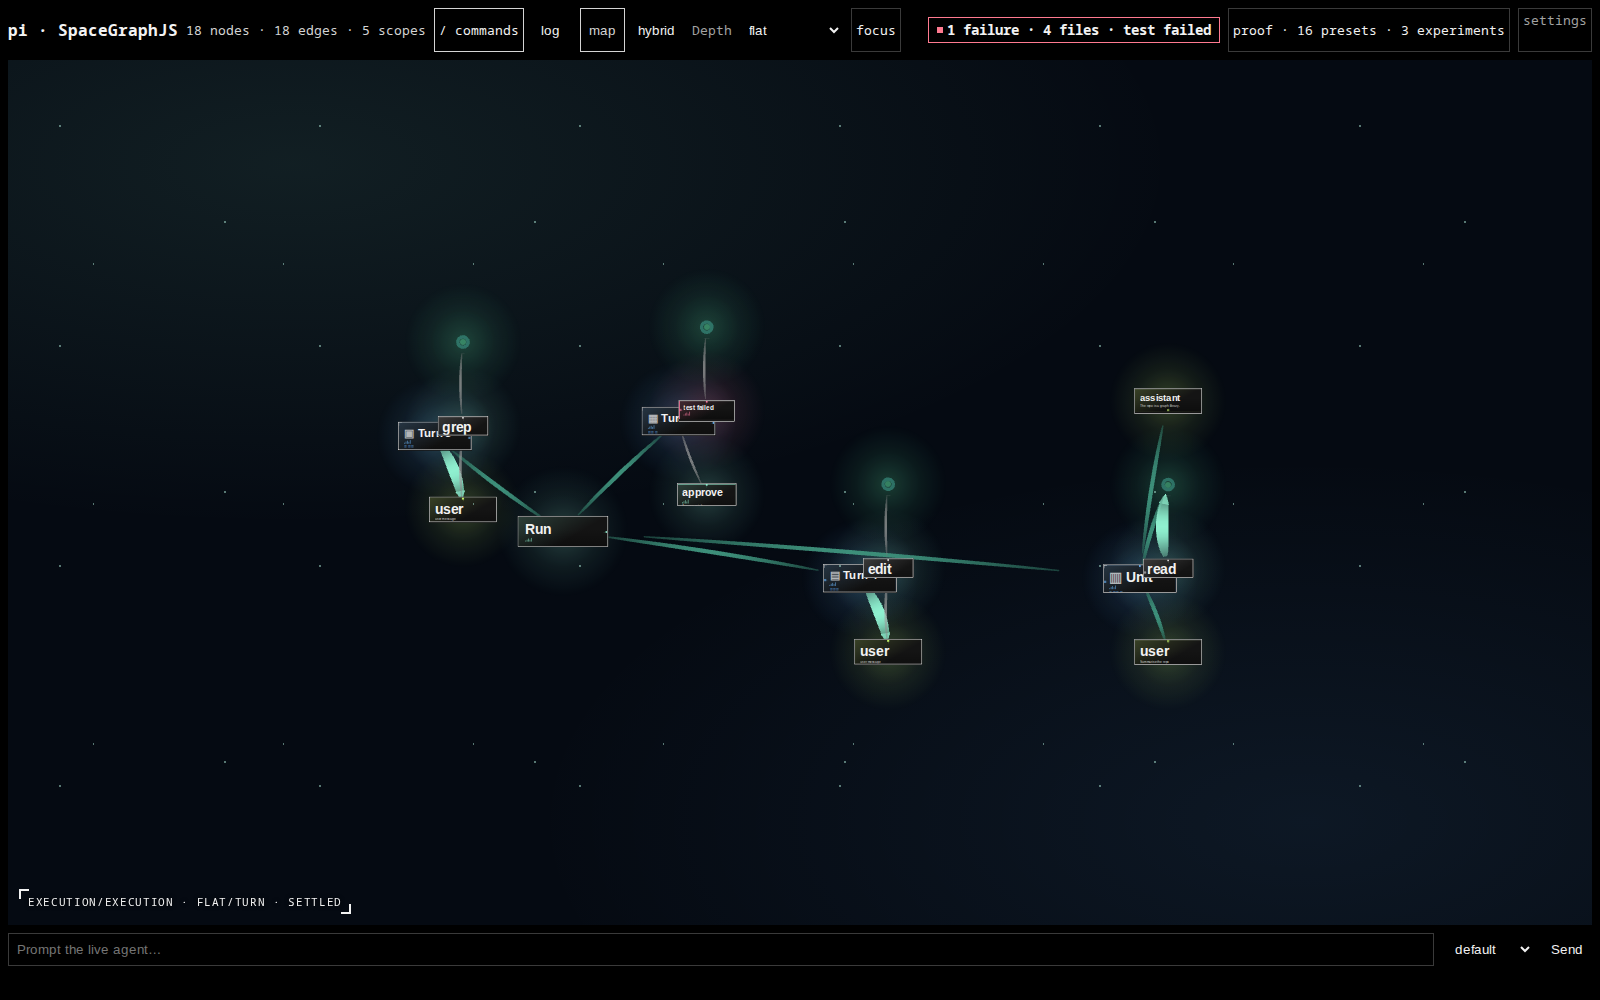 pi · SpaceGraphJS 18 nodes · 18 edges · 5 scopes / commands log map hybrid Depth flat focus 1 failure · 4 files · test failed proof · 16 presets · 3 experiments settings
assistant
test failed
grep
approve
user
Run
edit
read
user
user
EXECUTION/EXECUTION · FLAT/TURN · SETTLED
Prompt the live agent… default Send